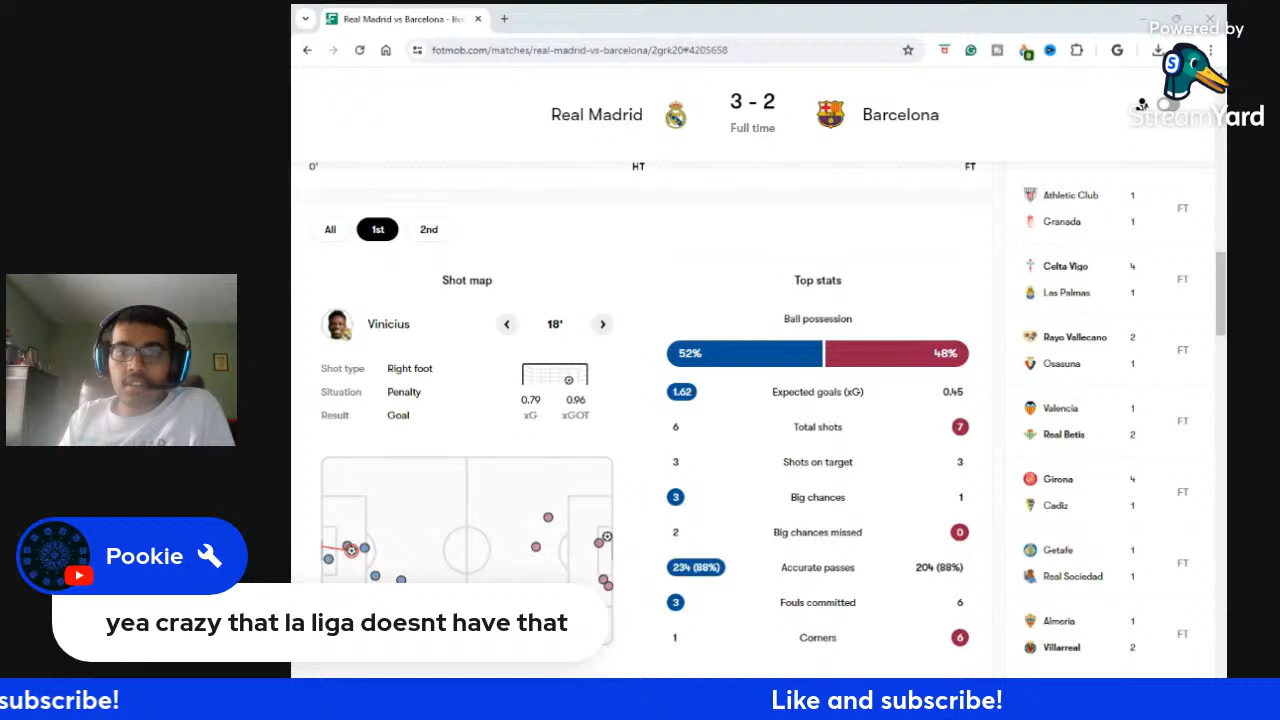 Real Madrid vs Barcelona - live
fotmob.com/matches/real-madrid-vs-barcelona/2grk20#4205658
Powered by
StreamYard
Real Madrid
3 - 2
Full time
Barcelona
0'
HT
FT
All
1st
2nd
Shot map
Vinicius
18'
Shot type Right foot
Situation Penalty
Result Goal
0.79 0.96
xG xGOT
Top stats
Ball possession
52% 48%
1.62 Expected goals (xG) 0.45
6 Total shots 7
3 Shots on target 3
3 Big chances 1
2 Big chances missed 0
234 (88%) Accurate passes 204 (88%)
3 Fouls committed 6
1 Corners 6
Athletic Club 1
Granada 1
FT
Celta Vigo 4
Las Palmas 1
FT
Rayo Vallecano 2
Osasuna 1
FT
Valencia 1
Real Betis 2
FT
Girona 4
Cadiz 1
FT
Getafe 1
Real Sociedad 1
FT
Almeria 1
Villarreal 2
FT
Pookie
yea crazy that la liga doesnt have that
subscribe!
Like and subscribe!